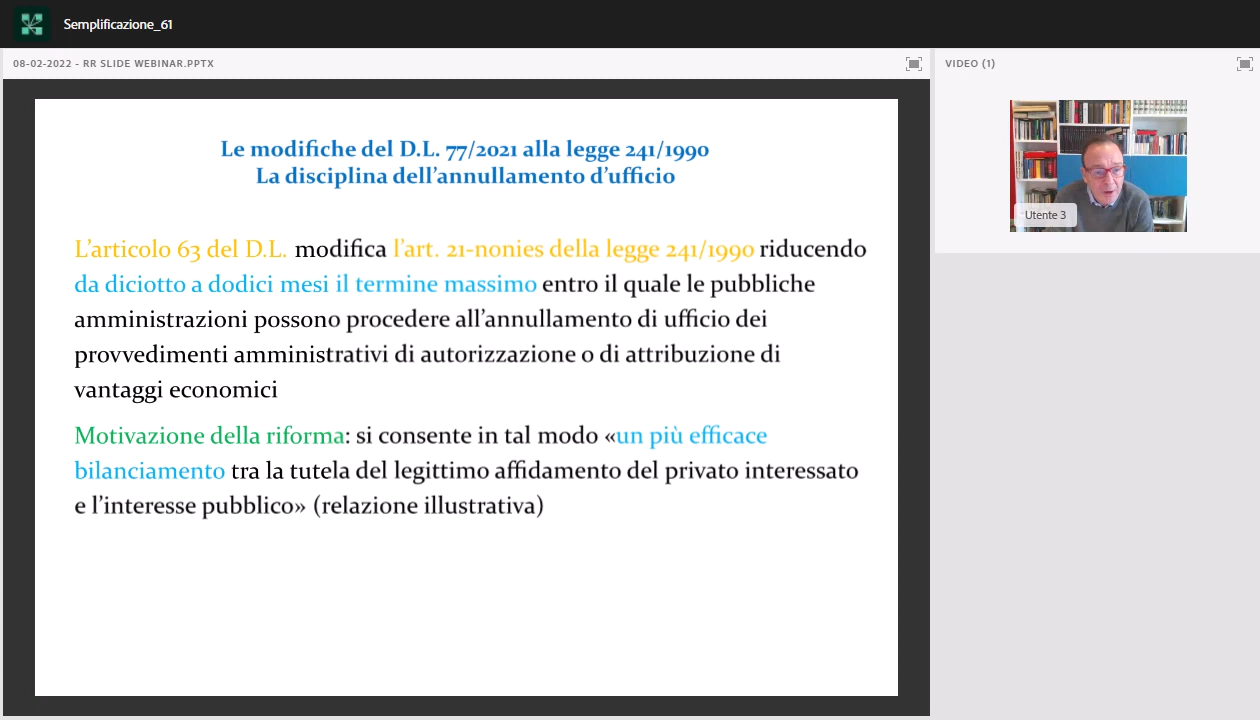 Semplificazione_61
08-02-2022 - RR SLIDE WEBINAR.PPTX
VIDEO (1)
Le modifiche del D.L. 77/2021 alla legge 241/1990
La disciplina dell'annullamento d'ufficio
L'articolo 63 del D.L. modifica l'art. 21-nonies della legge 241/1990 riducendo
da diciotto a dodici mesi il termine massimo entro il quale le pubbliche
amministrazioni possono procedere all'annullamento di ufficio dei
provvedimenti amministrativi di autorizzazione o di attribuzione di
vantaggi economici
Motivazione della riforma: si consente in tal modo «un più efficace
bilanciamento tra la tutela del legittimo affidamento del privato interessato
e l'interesse pubblico» (relazione illustrativa)
Utente 3